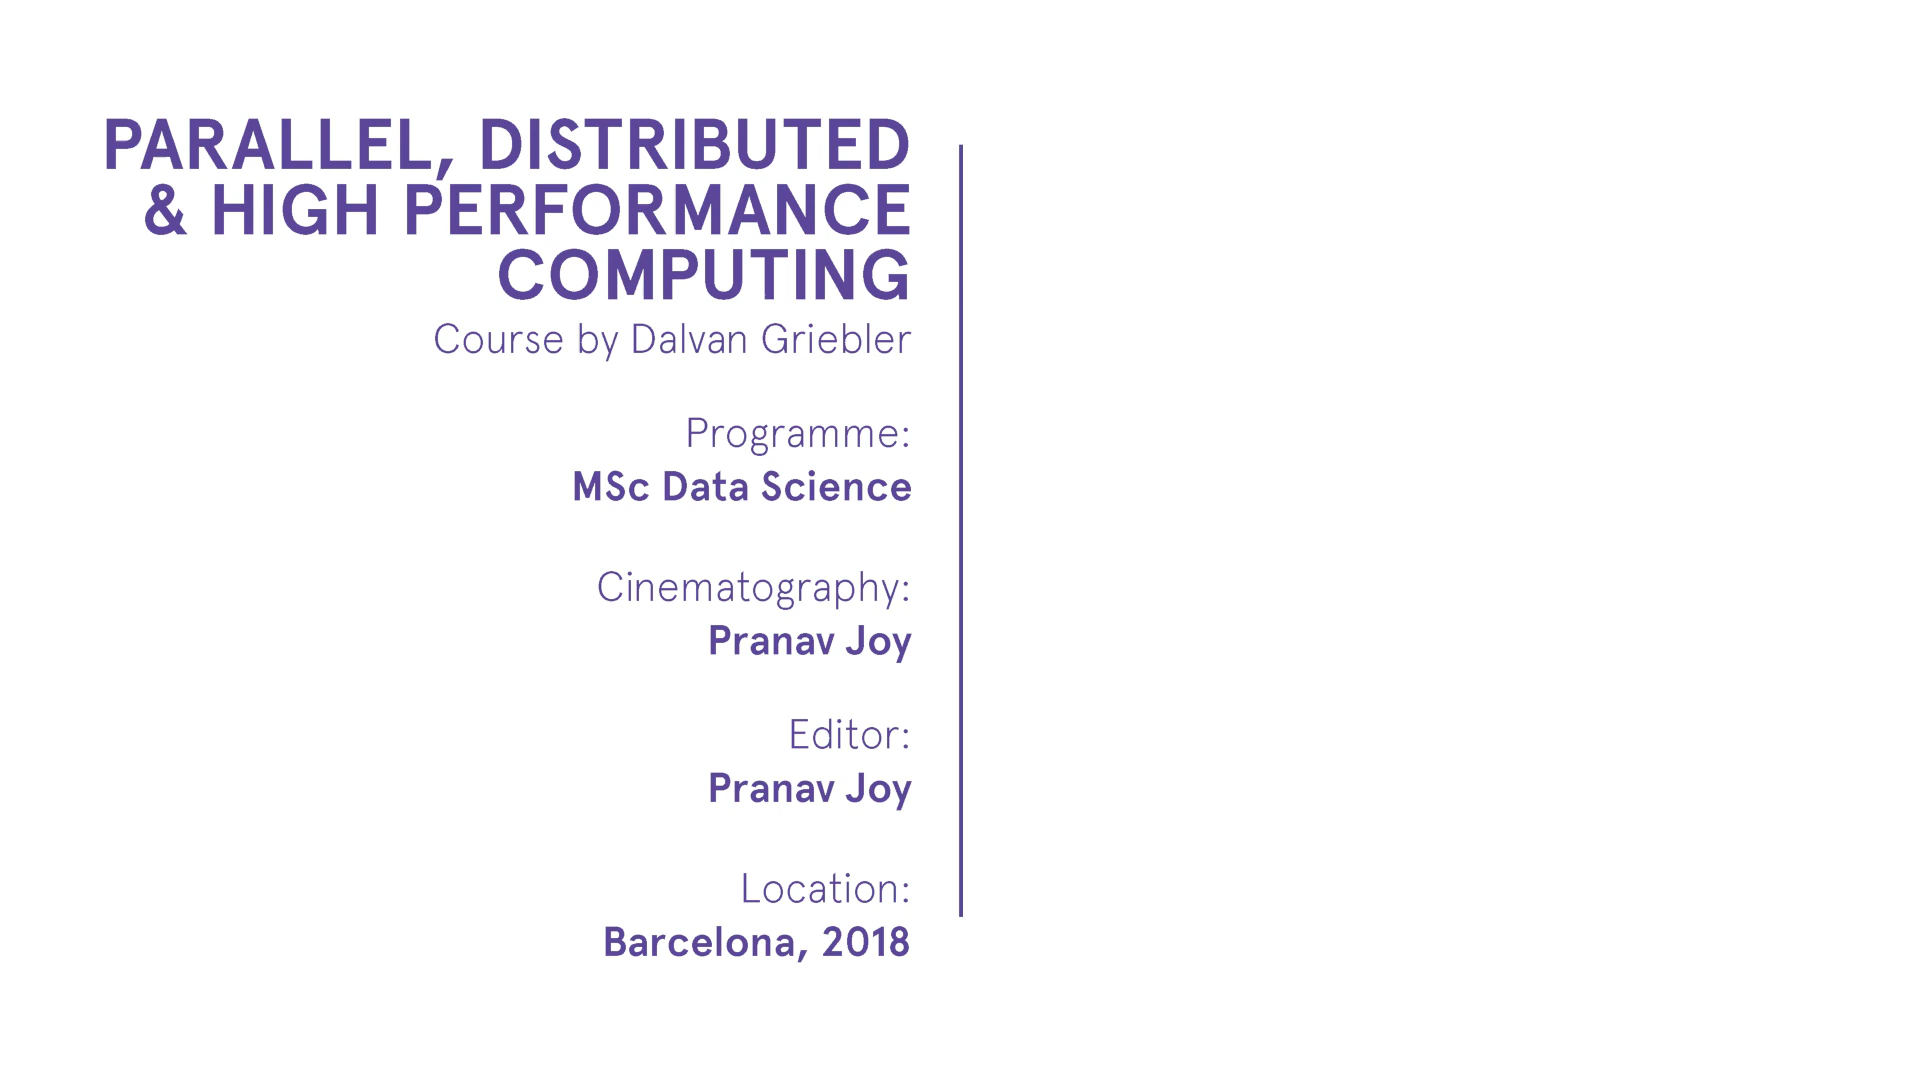 PARALLEL, DISTRIBUTED
& HIGH PERFORMANCE
COMPUTING
Course by Dalvan Griebler
Programme:
MSc Data Science
Cinematography:
Pranav Joy
Editor:
Pranav Joy
Location:
Barcelona, 2018